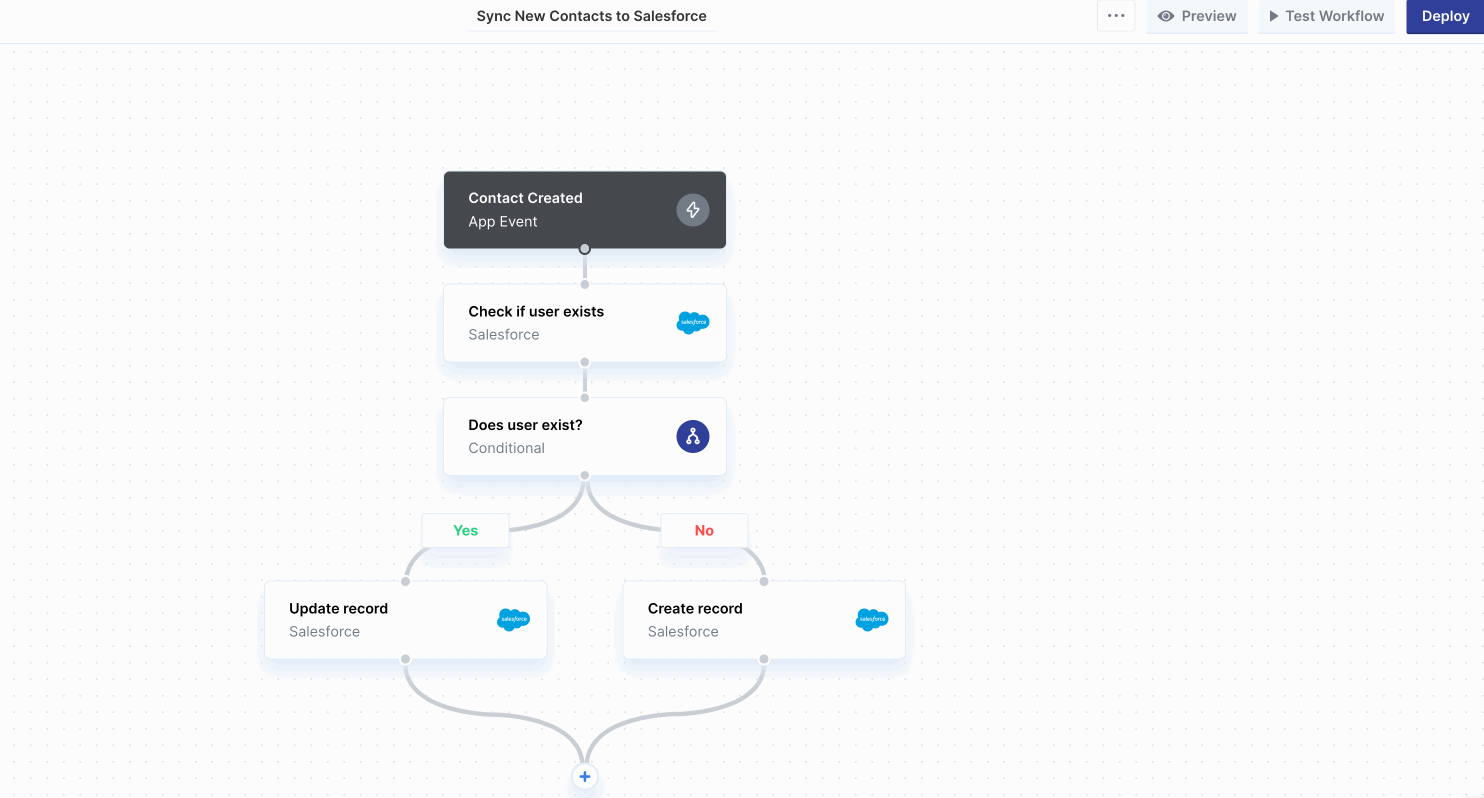 Sync New Contacts to Salesforce
Preview
Test Workflow
Deploy
Contact Created
App Event
Check if user exists
Salesforce
salesforce
Does user exist?
Conditional
Yes
No
Update record
Salesforce
salesforce
Create record
Salesforce
salesforce